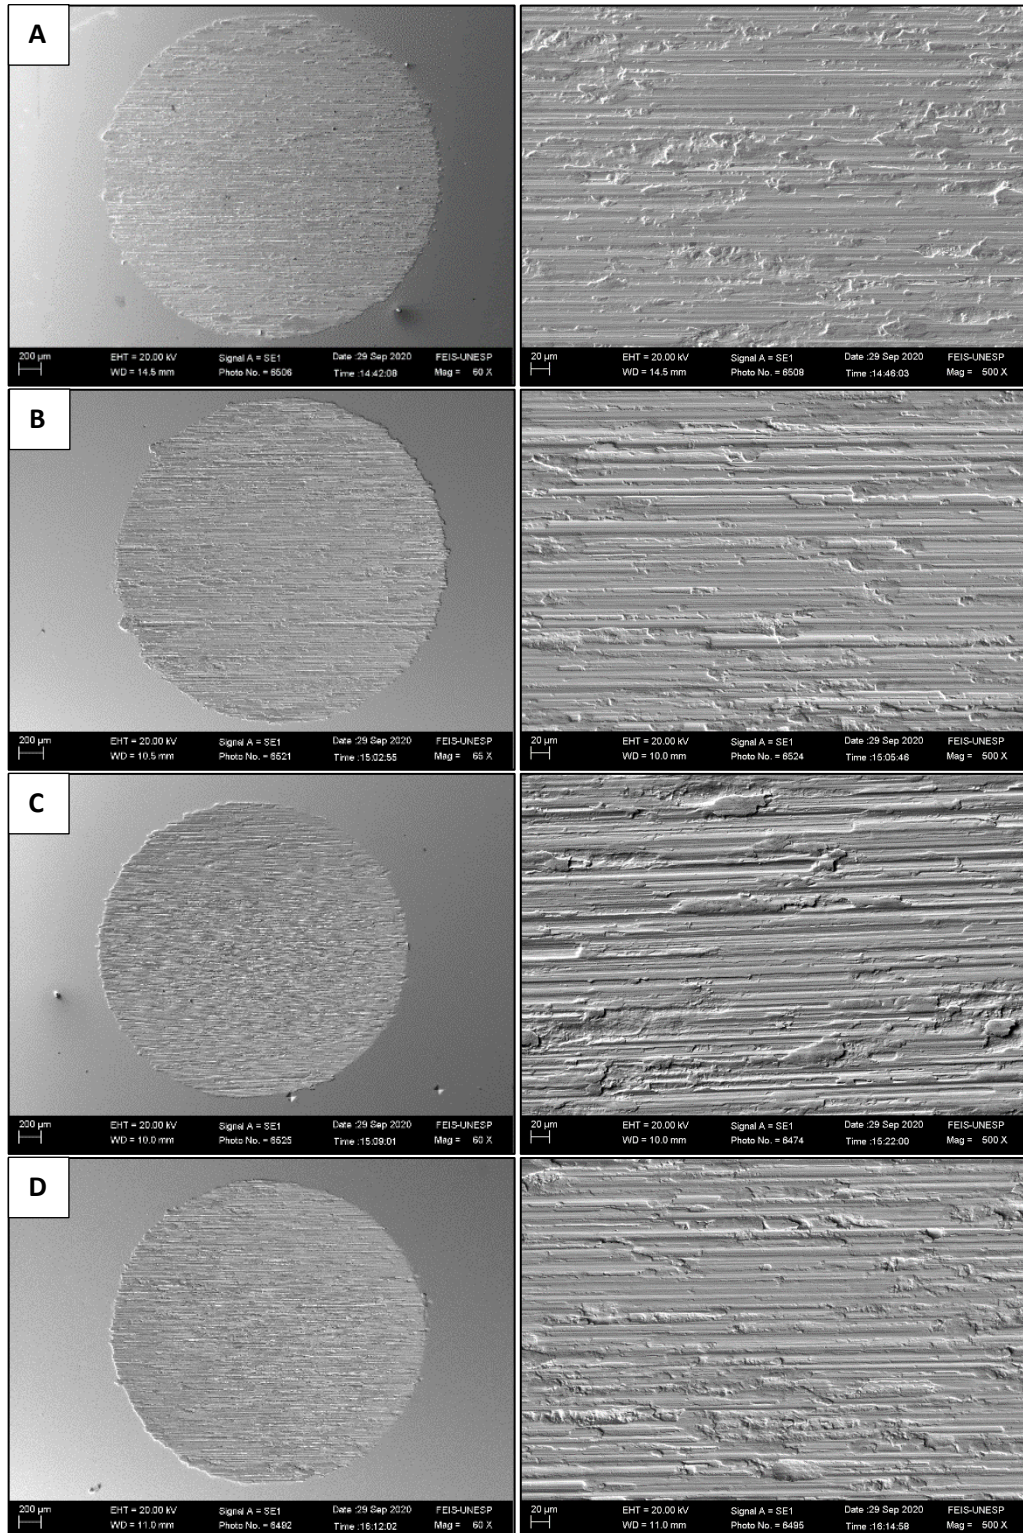 A
200 µm EHT = 20.00 kV Signal A = SE1 Date :29 Sep 2020 FEIS-UNESP
WD = 14.5 mm Photo No. = 6506 Time :14:42:08 Mag = 60 X
20 µm EHT = 20.00 kV Signal A = SE1 Date :29 Sep 2020 FEIS-UNESP
WD = 14.5 mm Photo No. = 6508 Time :14:46:03 Mag = 500 X
B
200 µm EHT = 20.00 kV Signal A = SE1 Date :29 Sep 2020 FEIS-UNESP
WD = 10.5 mm Photo No. = 6521 Time :15:02:55 Mag = 65 X
20 µm EHT = 20.00 kV Signal A = SE1 Date :29 Sep 2020 FEIS-UNESP
WD = 10.0 mm Photo No. = 6524 Time :15:05:46 Mag = 500 X
C
200 µm EHT = 20.00 kV Signal A = SE1 Date :29 Sep 2020 FEIS-UNESP
WD = 10.0 mm Photo No. = 6525 Time :15:09:01 Mag = 60 X
20 µm EHT = 20.00 kV Signal A = SE1 Date :29 Sep 2020 FEIS-UNESP
WD = 10.0 mm Photo No. = 6474 Time :15:22:00 Mag = 500 X
D
200 µm EHT = 20.00 kV Signal A = SE1 Date :29 Sep 2020 FEIS-UNESP
WD = 11.0 mm Photo No. = 6492 Time :16:12:02 Mag = 60 X
20 µm EHT = 20.00 kV Signal A = SE1 Date :29 Sep 2020 FEIS-UNESP
WD = 11.0 mm Photo No. = 6495 Time :16:14:58 Mag = 500 X